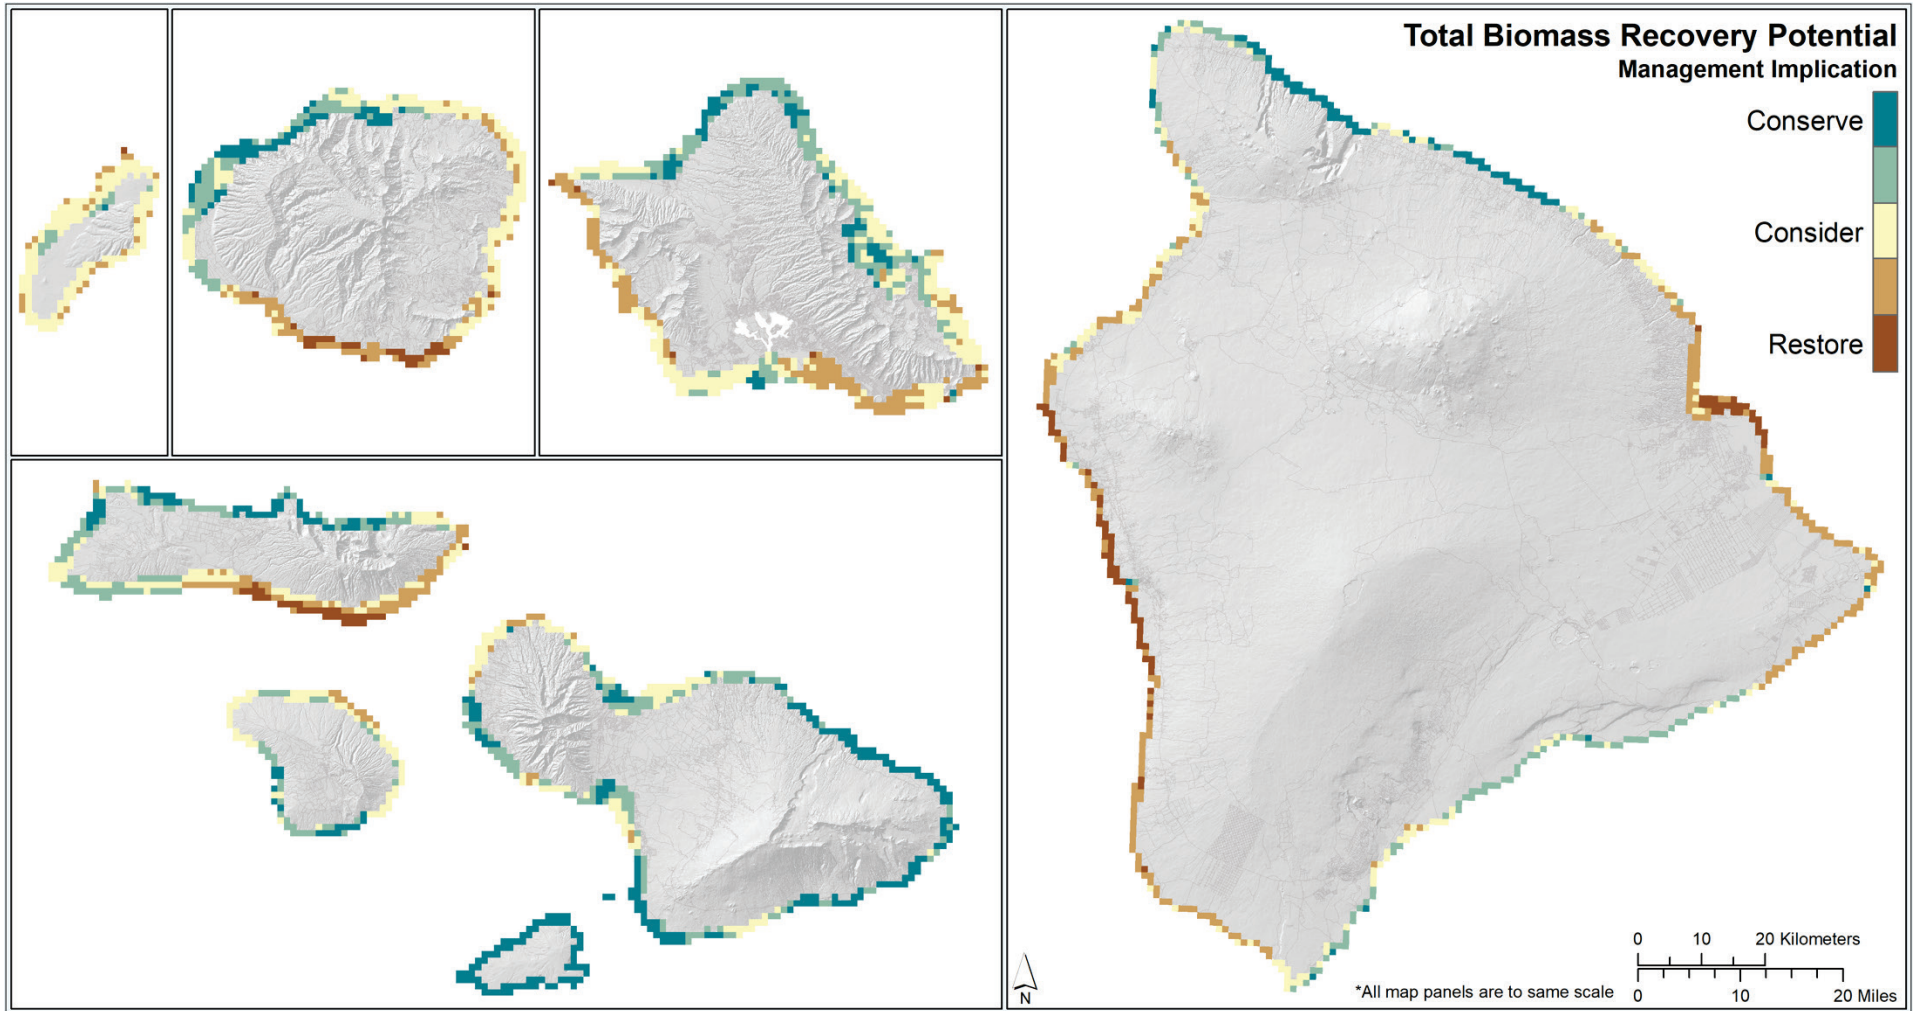 Total Biomass Recovery Potential
Management Implication
Conserve
Consider
Restore
0 10 20 Kilometers
*All map panels are to same scale
0 10 20 Miles
N